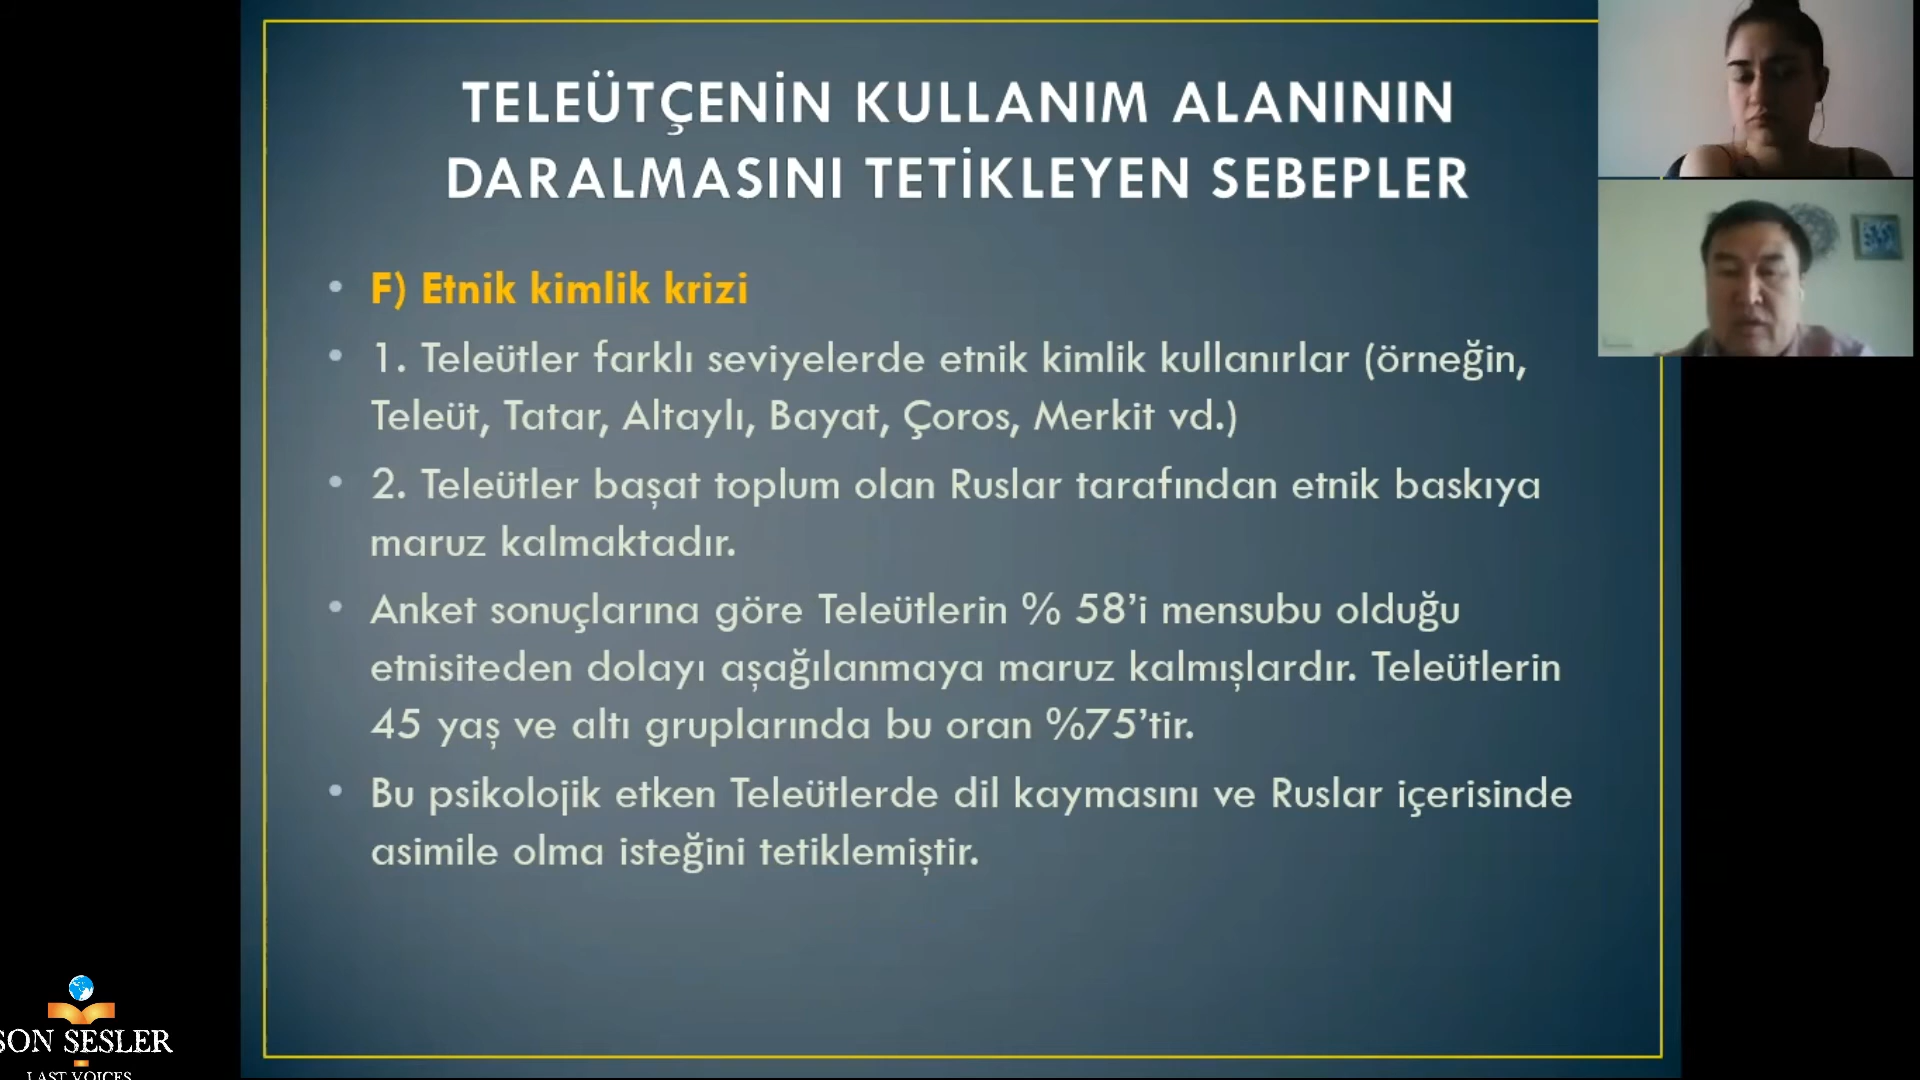 TELEÜTÇENİN KULLANIM ALANININ
DARALMASINI TETİKLEYEN SEBEPLER
• F) Etnik kimlik krizi
• 1. Teleütler farklı seviyelerde etnik kimlik kullanırlar (örneğin,
Teleüt, Tatar, Altaylı, Bayat, Çoros, Merkit vd.)
• 2. Teleütler başat toplum olan Ruslar tarafından etnik baskıya
maruz kalmaktadır.
• Anket sonuçlarına göre Teleütlerin % 58’i mensubu olduğu
etnisiteden dolayı aşağılanmaya maruz kalmışlardır. Teleütlerin
45 yaş ve altı gruplarında bu oran %75’tir.
• Bu psikolojik etken Teleütlerde dil kaymasını ve Ruslar içerisinde
asimile olma isteğini tetiklemiştir.
SON SESLER
LAST VOICES